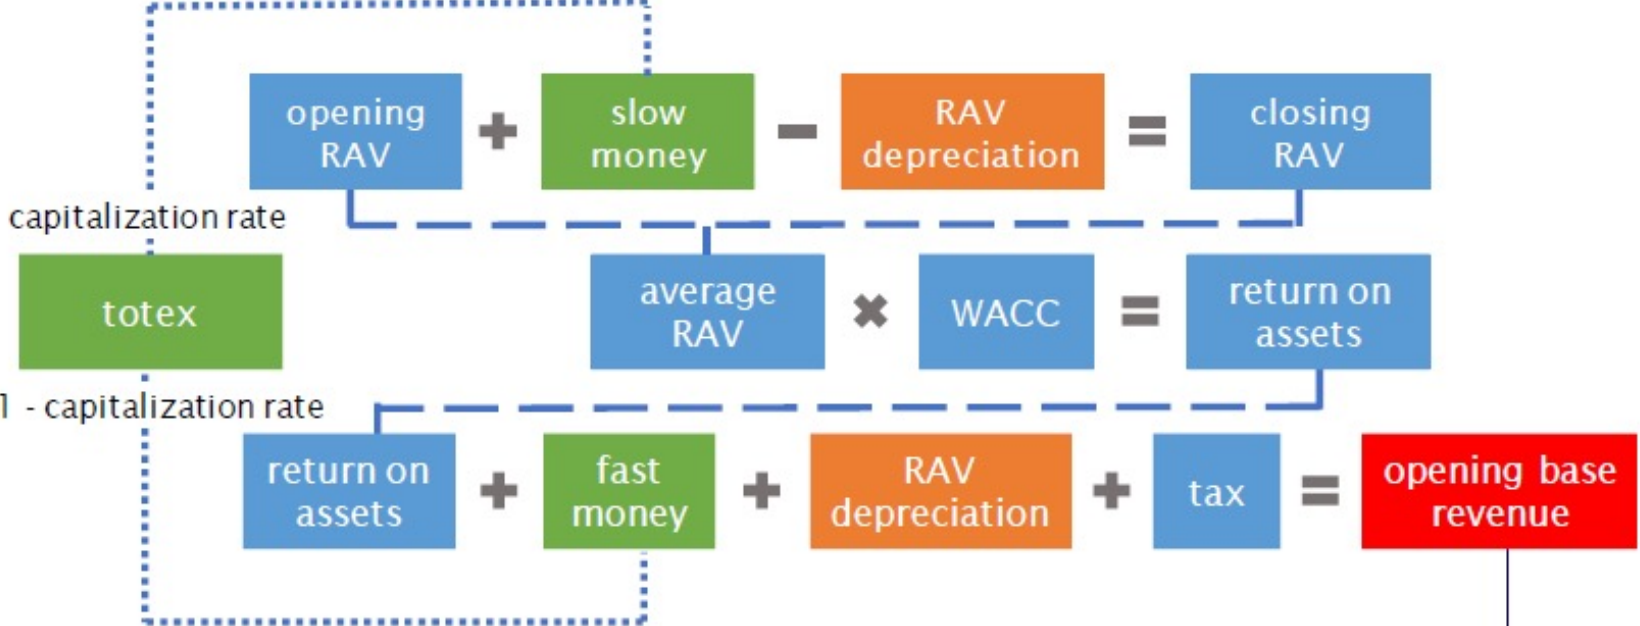 opening
RAV
slow
money
RAV
depreciation
closing
RAV
capitalization rate
totex
average
RAV
WACC
return on
assets
1 - capitalization rate
return on
assets
fast
money
RAV
depreciation
tax
opening base
revenue